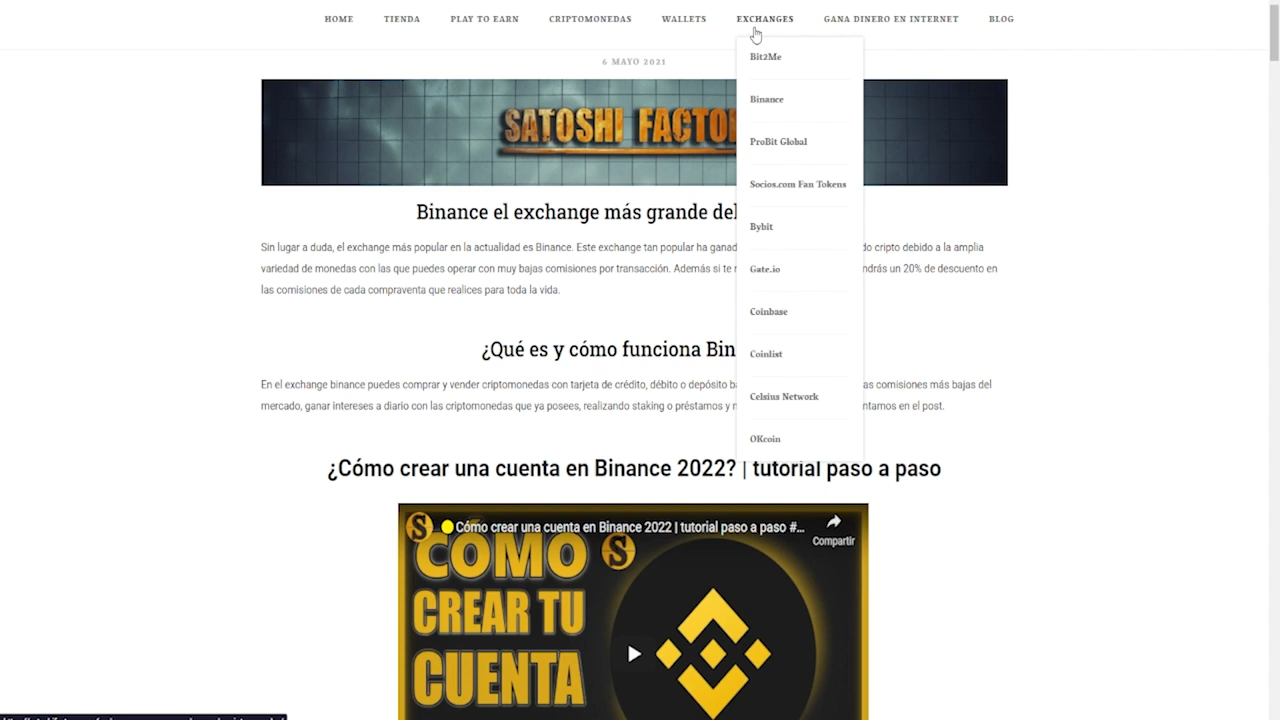 HOME TIENDA PLAY TO EARN CRIPTOMONEDAS WALLETS EXCHANGES GANA DINERO EN INTERNET BLOG
6 MAYO 2021
SATOSHI FACTO
Binance el exchange más grande del
Sin lugar a duda, el exchange más popular en la actualidad es Binance. Este exchange tan popular ha ganad do cripto debido a la amplia
variedad de monedas con las que puedes operar con muy bajas comisiones por transacción. Además si te ndrás un 20% de descuento en
las comisiones de cada compraventa que realices para toda la vida.
¿Qué es y cómo funciona Bin
En el exchange binance puedes comprar y vender criptomonedas con tarjeta de crédito, débito o depósito b as comisiones más bajas del
mercado, ganar intereses a diario con las criptomonedas que ya posees, realizando staking o préstamos y ntamos en el post.
Bit2Me
Binance
ProBit Global
Socios.com Fan Tokens
Bybit
Gate.io
Coinbase
Coinlist
Celsius Network
OKcoin
¿Cómo crear una cuenta en Binance 2022? | tutorial paso a paso
Cómo crear una cuenta en Binance 2022 | tutorial paso a paso #...
Compartir
CÓMO
CREAR TU
CUENTA